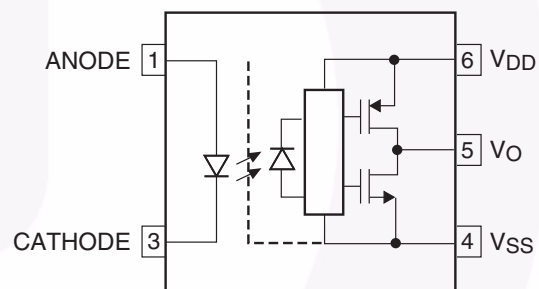 ANODE 1
6 VDD
5 VO
CATHODE 3
4 VSS